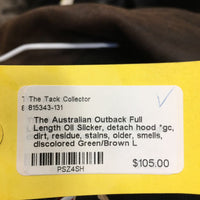 The Tack Collector
815343-131
The Australian Outback Full
Length Oil Slicker, detach hood *gc,
dirt, residue, stains, older, smells,
discolored Green/Brown L
PSZ4SH
$105.00